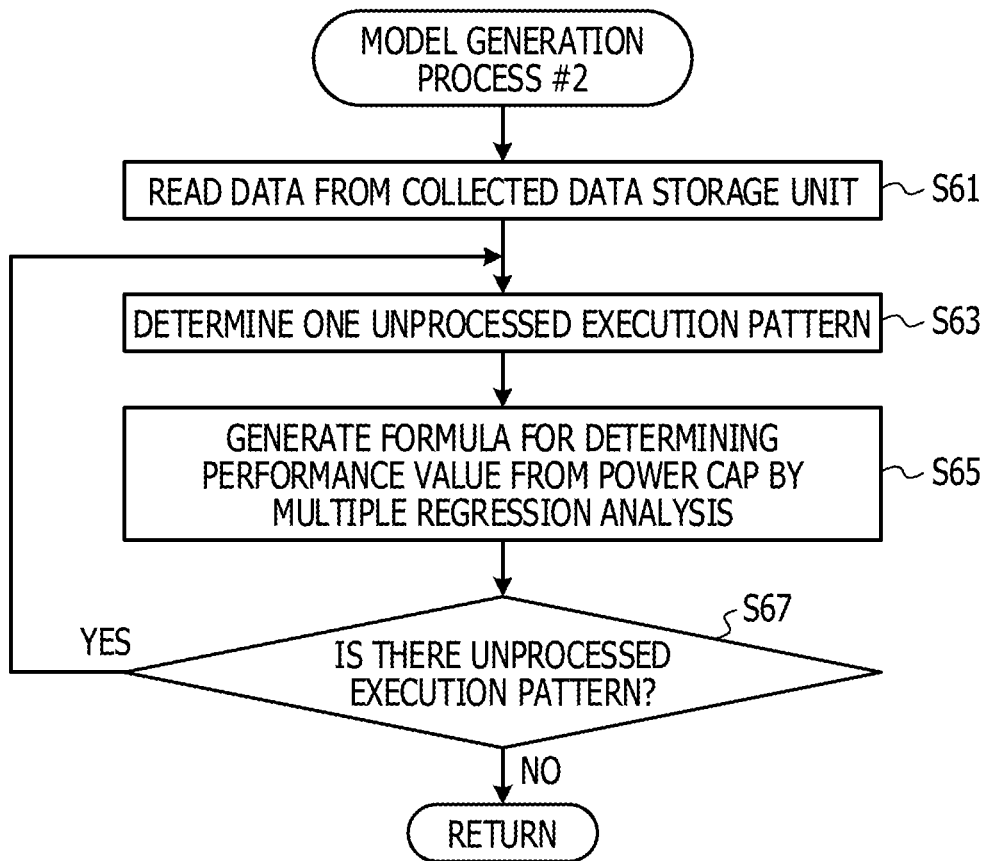 MODEL GENERATION
PROCESS #2
READ DATA FROM COLLECTED DATA STORAGE UNIT
S61
DETERMINE ONE UNPROCESSED EXECUTION PATTERN
S63
GENERATE FORMULA FOR DETERMINING
PERFORMANCE VALUE FROM POWER CAP BY
MULTIPLE REGRESSION ANALYSIS
S65
S67
YES
IS THERE UNPROCESSED
EXECUTION PATTERN?
NO
RETURN